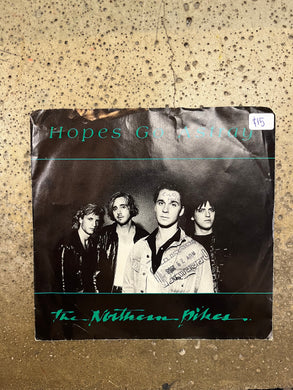 Hopes Go Astray
$15
The Northern Pikes.